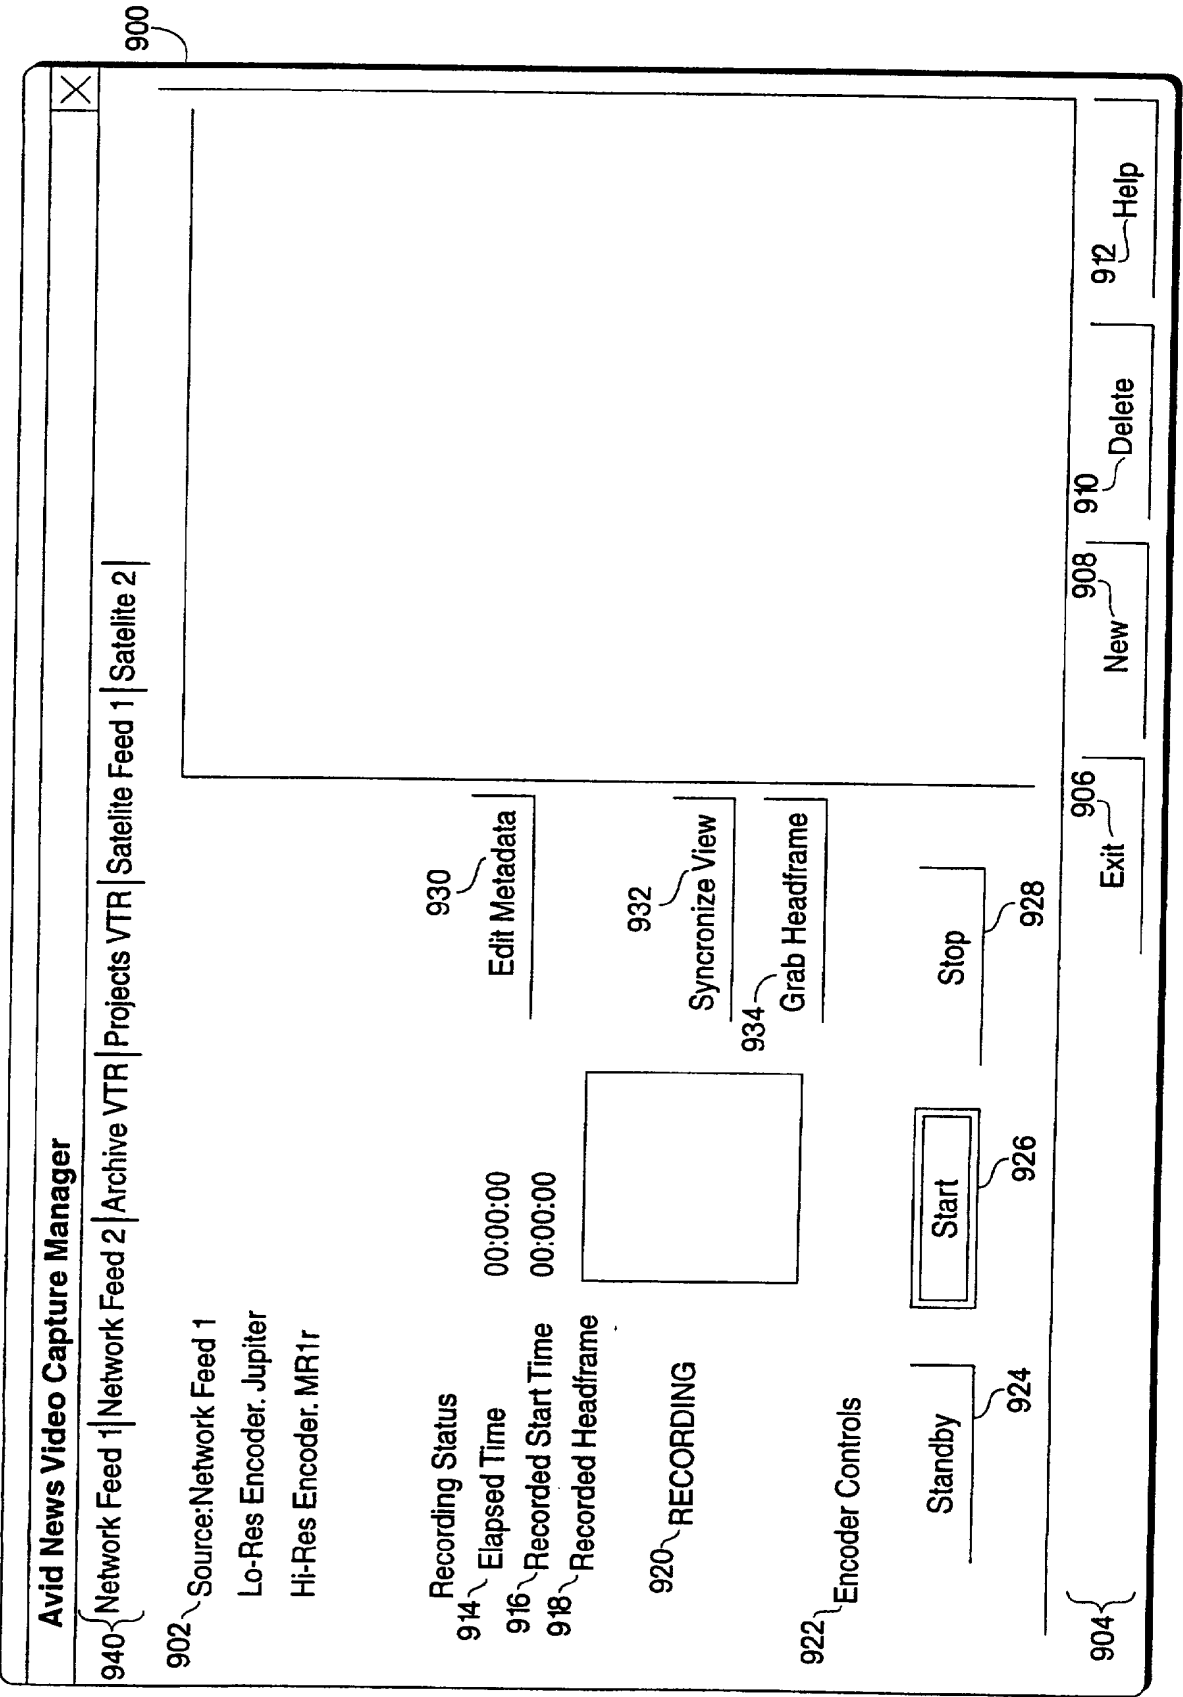 900
Avid News Video Capture Manager
940 Network Feed 1 | Network Feed 2 | Archive VTR | Projects VTR | Satelite Feed 1 | Satelite 2
902 Source:Network Feed 1
Lo-Res Encoder. Jupiter
Hi-Res Encoder. MR1r
Recording Status
914 Elapsed Time 00:00:00
916 Recorded Start Time 00:00:00
918 Recorded Headframe
920 RECORDING
930
Edit Metadata
932
Syncronize View
934
Grab Headframe
922 Encoder Controls
Standby Start Stop
924 926 928
904
906 908 910 912
Exit New Delete Help